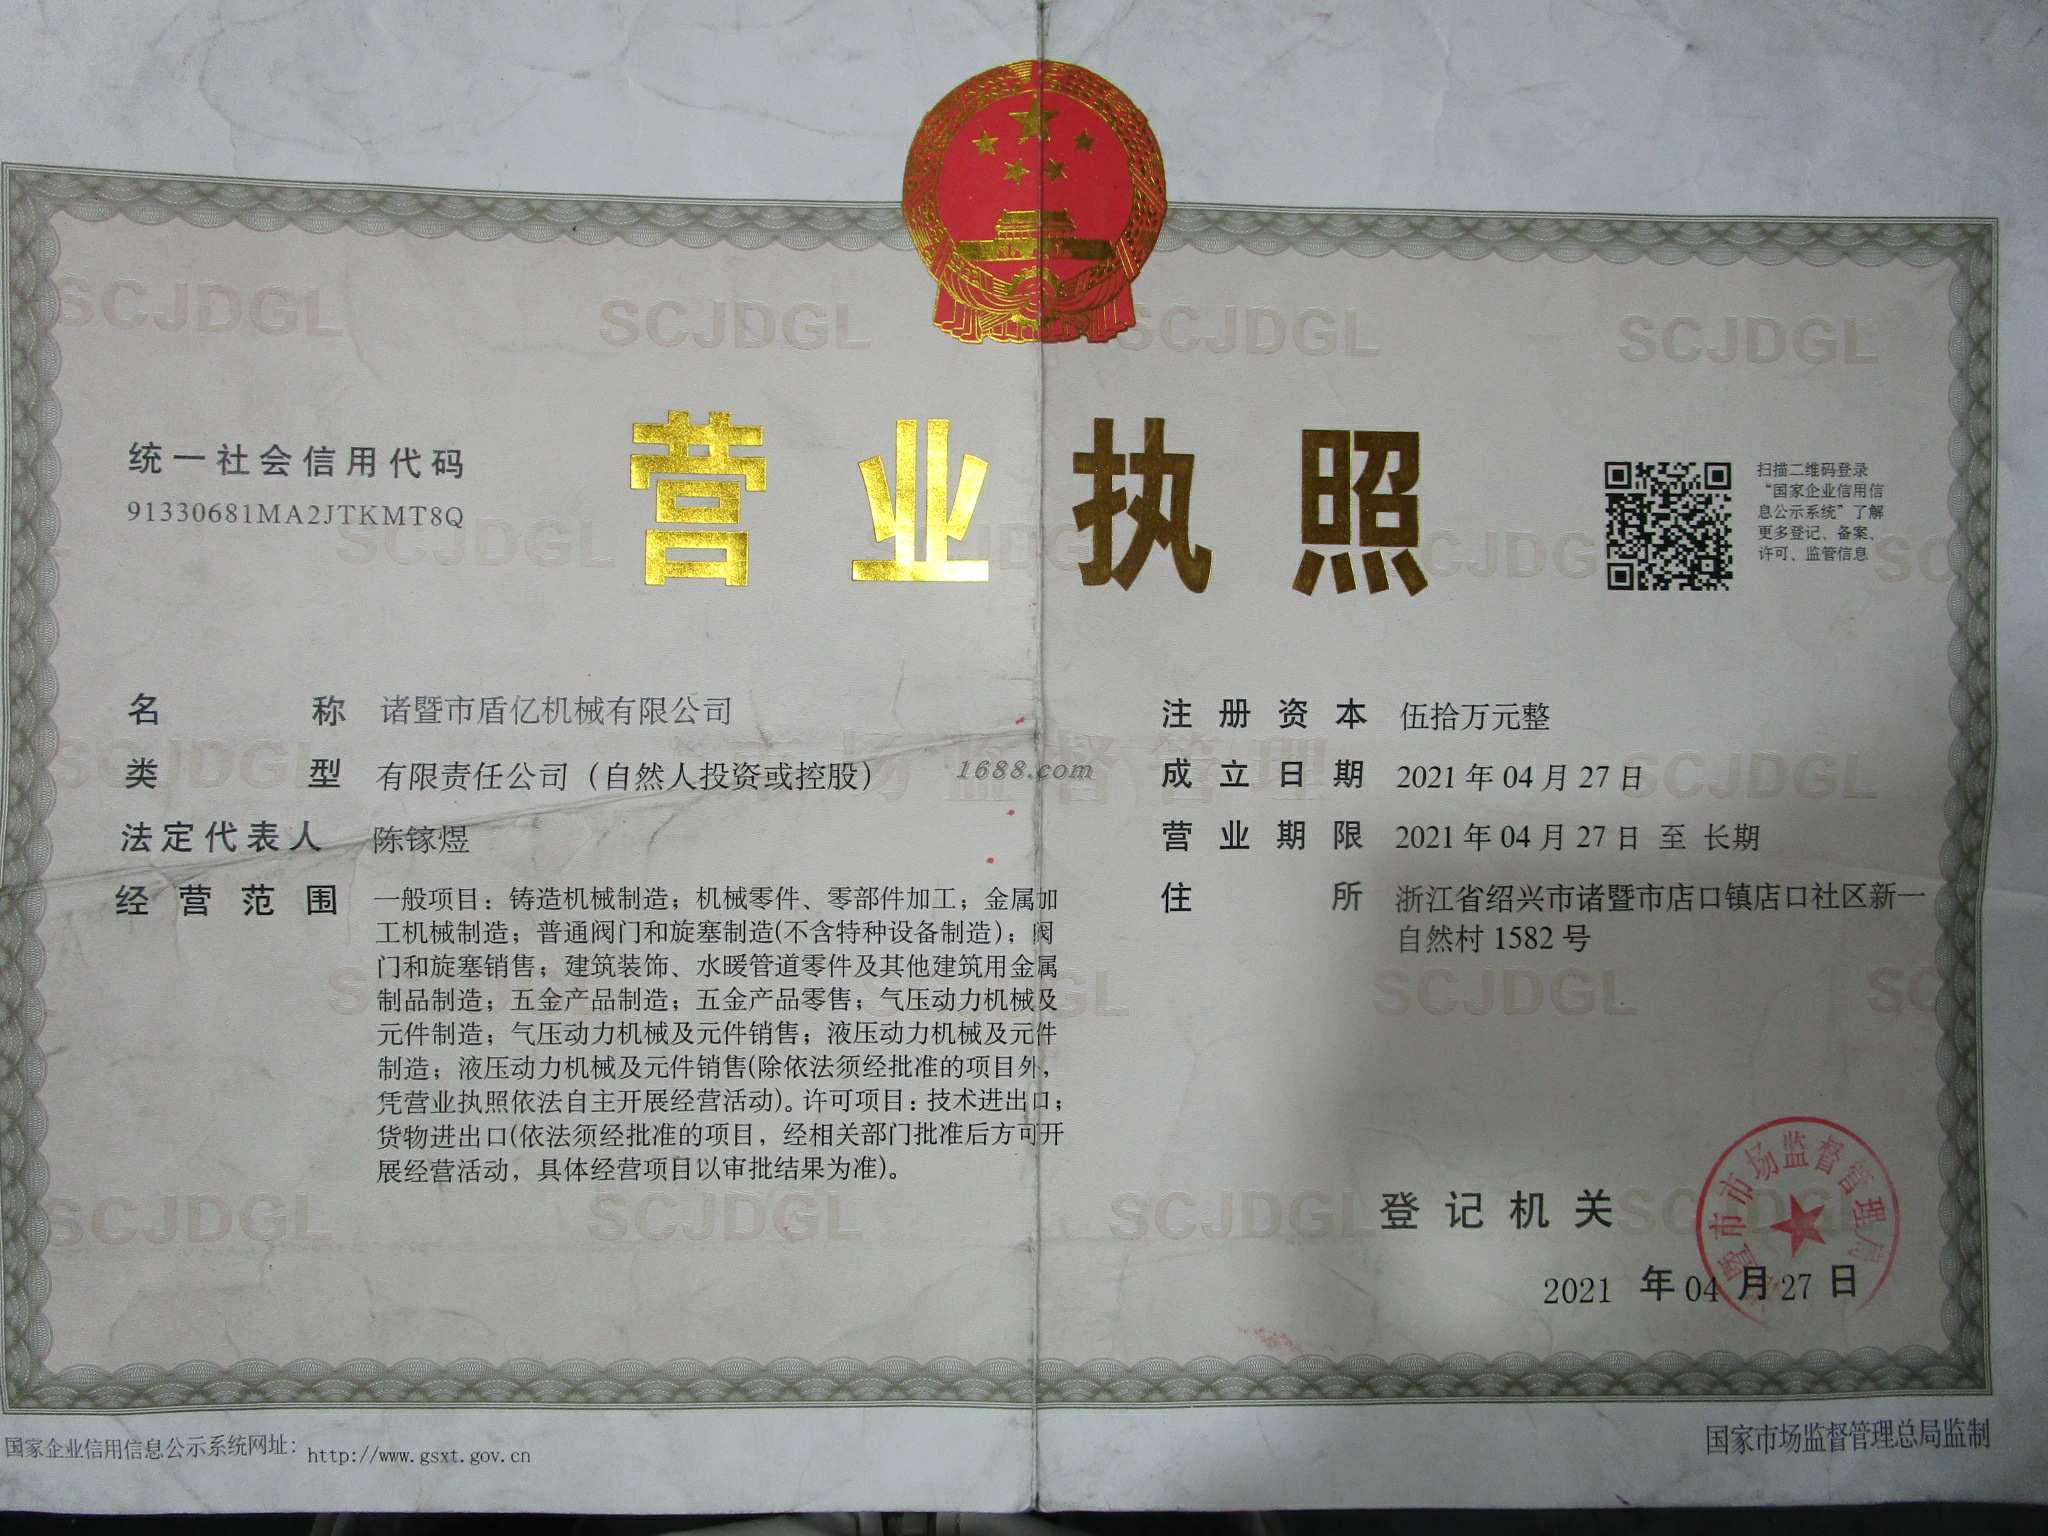 营业执照
统一社会信用代码
91330681MA2JTKMT8Q
扫描二维码登录
“国家企业信用信
息公示系统”了解
更多登记、备案、
许可、监管信息
名称 诸暨市盾亿机械有限公司
类型 有限责任公司（自然人投资或控股）
法定代表人 陈镓煜
经营范围 一般项目：铸造机械制造；机械零件、零部件加工；金属加
工机械制造；普通阀门和旋塞制造(不含特种设备制造)；阀
门和旋塞销售；建筑装饰、水暖管道零件及其他建筑用金属
制品制造；五金产品制造；五金产品零售；气压动力机械及
元件制造；气压动力机械及元件销售；液压动力机械及元件
制造；液压动力机械及元件销售(除依法须经批准的项目外，
凭营业执照依法自主开展经营活动)。许可项目：技术进出口；
货物进出口(依法须经批准的项目，经相关部门批准后方可开
展经营活动，具体经营项目以审批结果为准)。
注册资本 伍拾万元整
成立日期 2021年04月27日
营业期限 2021年04月27日 至 长期
住所 浙江省绍兴市诸暨市店口镇店口社区新一
自然村1582号
登记机关
暨市市场监督管理局
2021 年 04 月 27 日
国家企业信用信息公示系统网址：http://www.gsxt.gov.cn
国家市场监督管理总局监制
SCJDGL
市场监督管理
1688.com